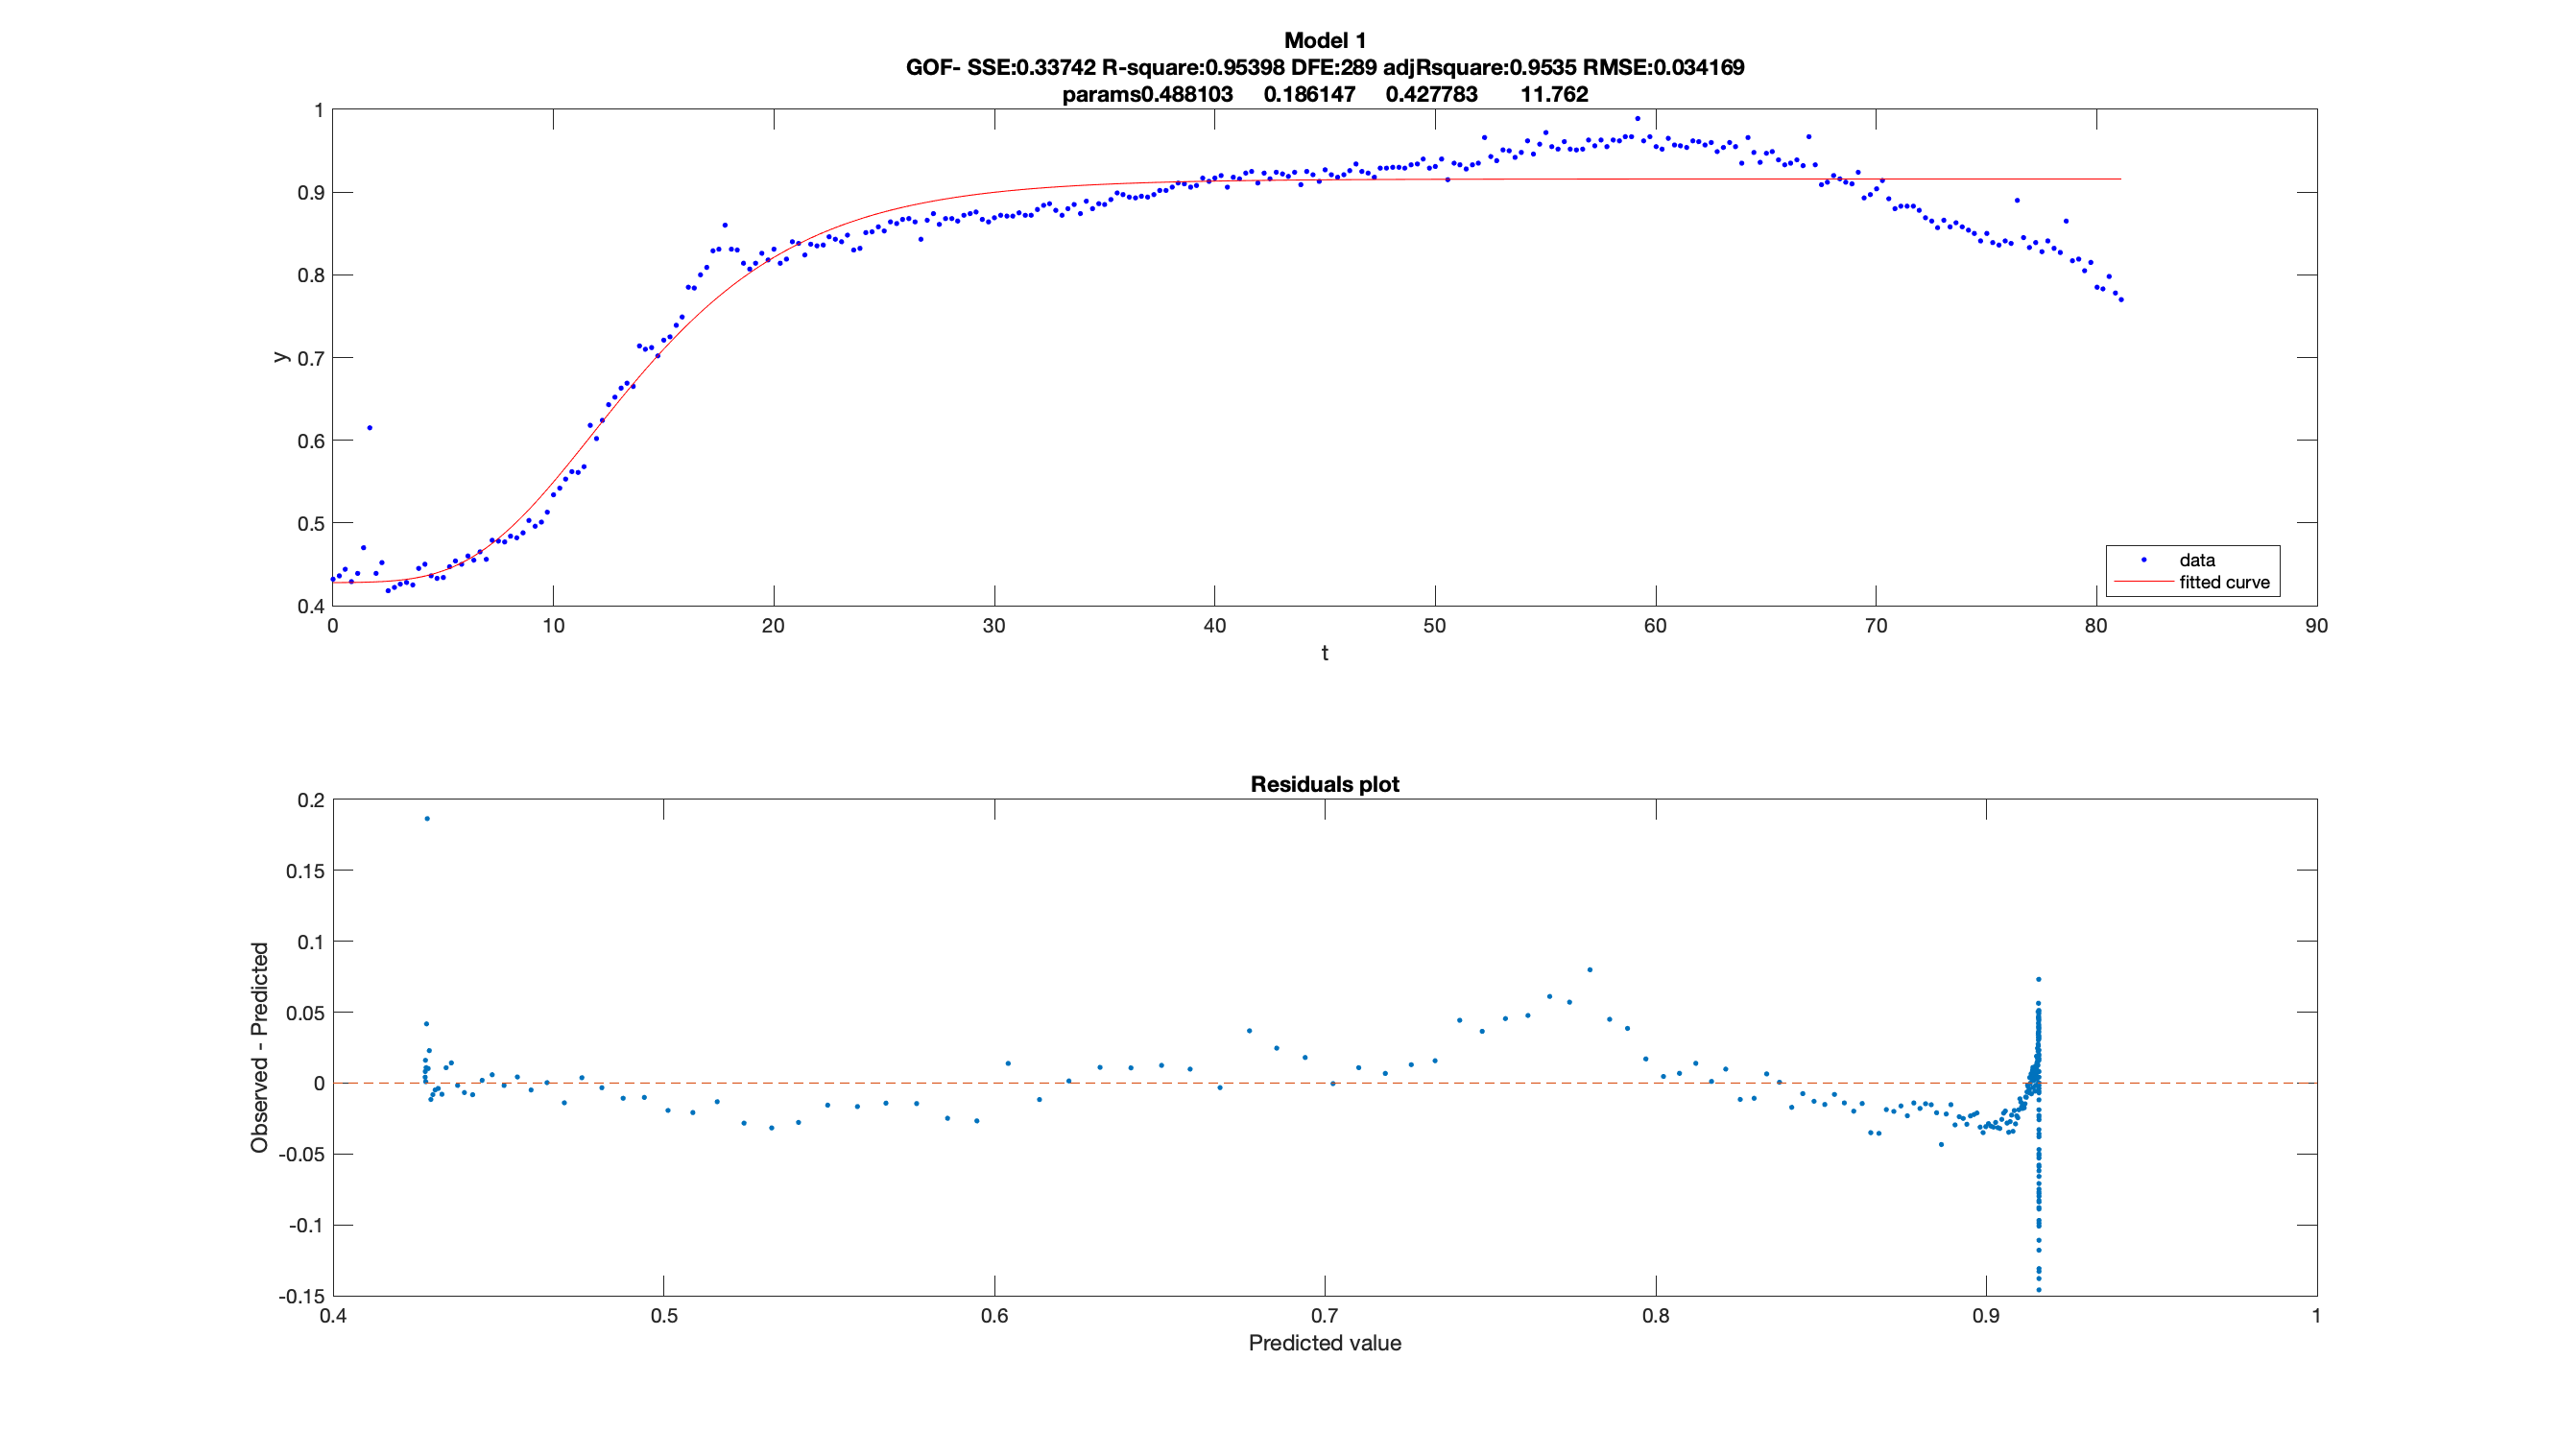 Model 1
GOF- SSE:0.33742 R-square:0.95398 DFE:289 adjRsquare:0.9535 RMSE:0.034169
params0.488103 0.186147 0.427783 11.762
1
0.9
0.8
0.7
0.6
0.5
0.4
y
data
fitted curve
0 10 20 30 40 50 60 70 80 90
t
Residuals plot
0.2
0.15
0.1
0.05
0
-0.05
-0.1
-0.15
Observed - Predicted
0.4 0.5 0.6 0.7 0.8 0.9 1
Predicted value